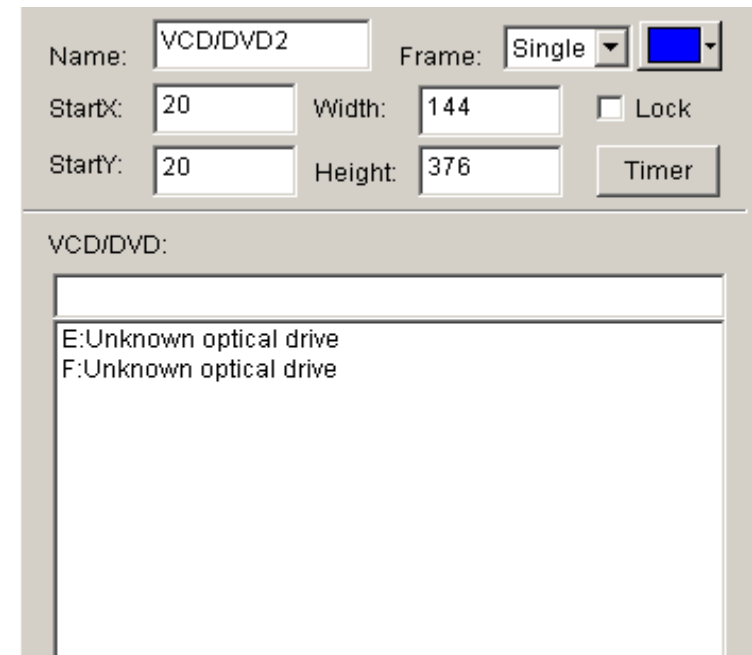 Name: VCD/DVD2 Frame: Single
StartX: 20 Width: 144 Lock
StartY: 20 Height: 376 Timer
VCD/DVD:
E:Unknown optical drive
F:Unknown optical drive